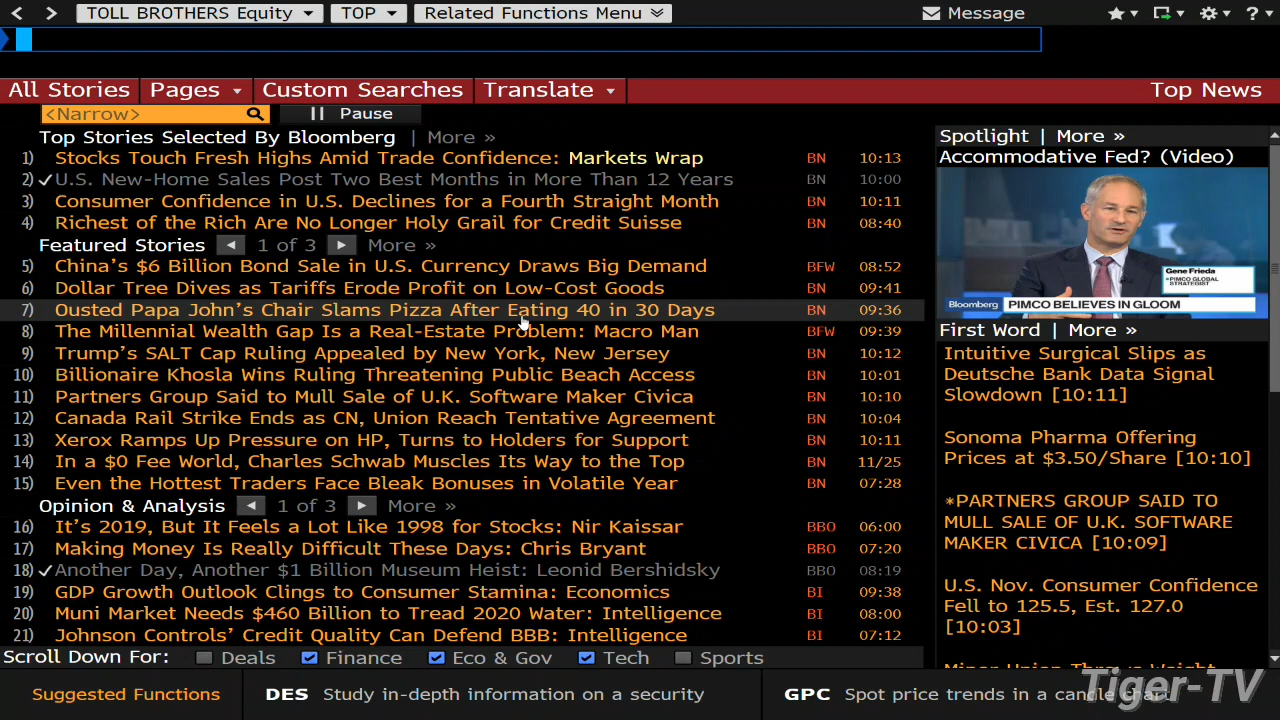 TOLL BROTHERS Equity TOP Related Functions Menu Message ?
All Stories Pages Custom Searches Translate Top News
<Narrow> Pause
Top Stories Selected By Bloomberg | More »
1) Stocks Touch Fresh Highs Amid Trade Confidence: Markets Wrap BN 10:13
2) U.S. New-Home Sales Post Two Best Months in More Than 12 Years BN 10:00
3) Consumer Confidence in U.S. Declines for a Fourth Straight Month BN 10:11
4) Richest of the Rich Are No Longer Holy Grail for Credit Suisse BN 08:40
Featured Stories 1 of 3 More »
5) China's $6 Billion Bond Sale in U.S. Currency Draws Big Demand BFW 08:52
6) Dollar Tree Dives as Tariffs Erode Profit on Low-Cost Goods BN 09:41
7) Ousted Papa John's Chair Slams Pizza After Eating 40 in 30 Days BN 09:36
8) The Millennial Wealth Gap Is a Real-Estate Problem: Macro Man BFW 09:39
9) Trump's SALT Cap Ruling Appealed by New York, New Jersey BN 10:12
10) Billionaire Khosla Wins Ruling Threatening Public Beach Access BN 10:01
11) Partners Group Said to Mull Sale of U.K. Software Maker Civica BN 10:10
12) Canada Rail Strike Ends as CN, Union Reach Tentative Agreement BN 10:04
13) Xerox Ramps Up Pressure on HP, Turns to Holders for Support BN 10:11
14) In a $0 Fee World, Charles Schwab Muscles Its Way to the Top BN 11/25
15) Even the Hottest Traders Face Bleak Bonuses in Volatile Year BN 07:28
Opinion & Analysis 1 of 3 More »
16) It's 2019, But It Feels a Lot Like 1998 for Stocks: Nir Kaissar BBO 06:00
17) Making Money Is Really Difficult These Days: Chris Bryant BBO 07:20
18) Another Day, Another $1 Billion Museum Heist: Leonid Bershidsky BBO 08:19
19) GDP Growth Outlook Clings to Consumer Stamina: Economics BI 09:38
20) Muni Market Needs $460 Billion to Tread 2020 Water: Intelligence BI 08:00
21) Johnson Controls' Credit Quality Can Defend BBB: Intelligence BI 07:12
Scroll Down For: Deals Finance Eco & Gov Tech Sports
Spotlight | More »
Accommodative Fed? (Video)
Gene Frieda
PIMCO GLOBAL
STRATEGIST
Bloomberg PIMCO BELIEVES IN GLOOM
First Word | More »
Intuitive Surgical Slips as
Deutsche Bank Data Signal
Slowdown [10:11]
Sonoma Pharma Offering
Prices at $3.50/Share [10:10]
*PARTNERS GROUP SAID TO
MULL SALE OF U.K. SOFTWARE
MAKER CIVICA [10:09]
U.S. Nov. Consumer Confidence
Fell to 125.5, Est. 127.0
[10:03]
Suggested Functions DES Study in-depth information on a security GPC Spot price trends in a candle chart
Tiger-TV